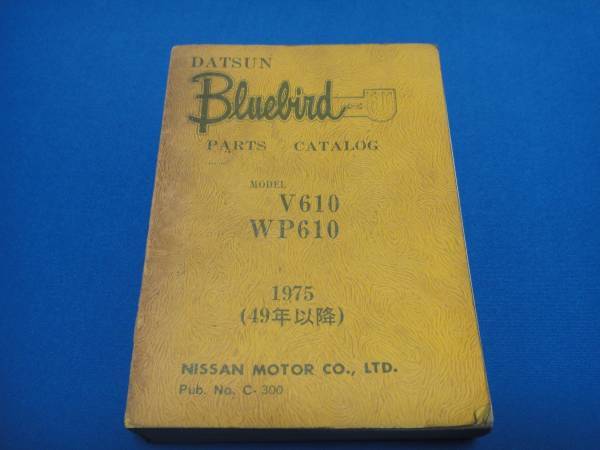 DATSUN
Bluebird
PARTS CATALOG
MODEL
V610
WP610
1975
(49年以降)
NISSAN MOTOR CO., LTD.
Pub. No. C-300